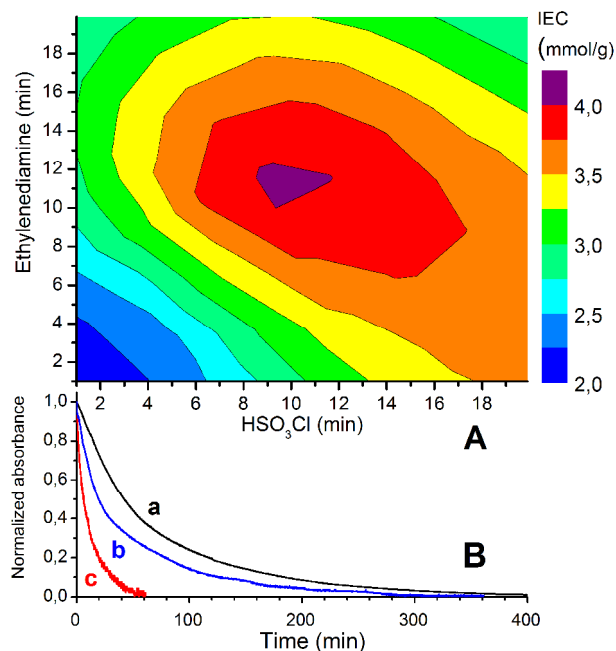 IEC
(mmol/g)
Ethylenediamine (min)
18
16
14
12
10
8
6
4
2
4,0
3,5
3,0
2,5
2,0
2 4 6 8 10 12 14 16 18
HSO₃Cl (min)
A
Normalized absorbance
1,0
0,8
0,6
0,4
0,2
0,0
a
b
c
B
0 100 200 300 400
Time (min)